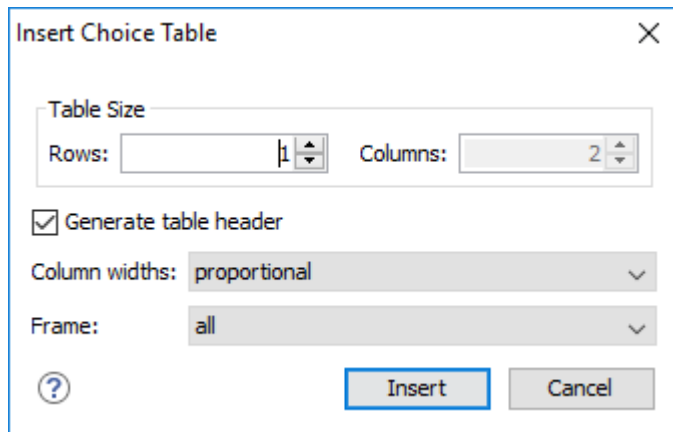 Insert Choice Table
Table Size
Rows: 1 Columns: 2
Generate table header
Column widths: proportional
Frame: all
? Insert Cancel